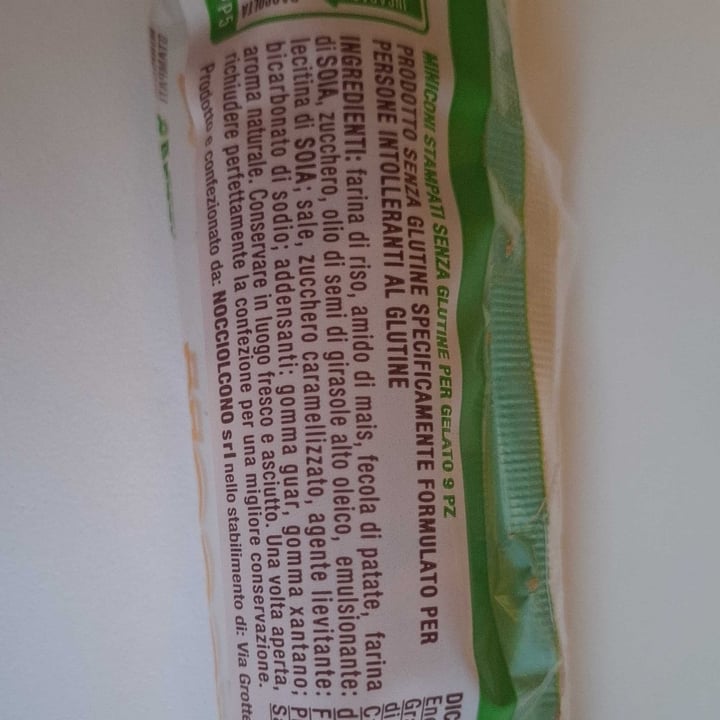 MINICONI STAMPATI SENZA GLUTINE PER GELATO 9 PZ
PRODOTTO SENZA GLUTINE SPECIFICAMENTE FORMULATO PER
PERSONE INTOLLERANTI AL GLUTINE
INGREDIENTI: farina di riso, amido di mais, fecola di patate, farina
di SOIA, zucchero, olio di semi di girasole alto oleico, emulsionante:
lecitina di SOIA; sale, zucchero caramellizzato, agente lievitante:
bicarbonato di sodio; addensanti: gomma guar, gomma xantano;
aroma naturale. Conservare in luogo fresco e asciutto. Una volta aperta,
richiudere perfettamente la confezione per una migliore conservazione.
Prodotto e confezionato da: NOCCIOLCONO srl nello stabilimento di: Via Grotte
PP5
RACCOLTA
DIC